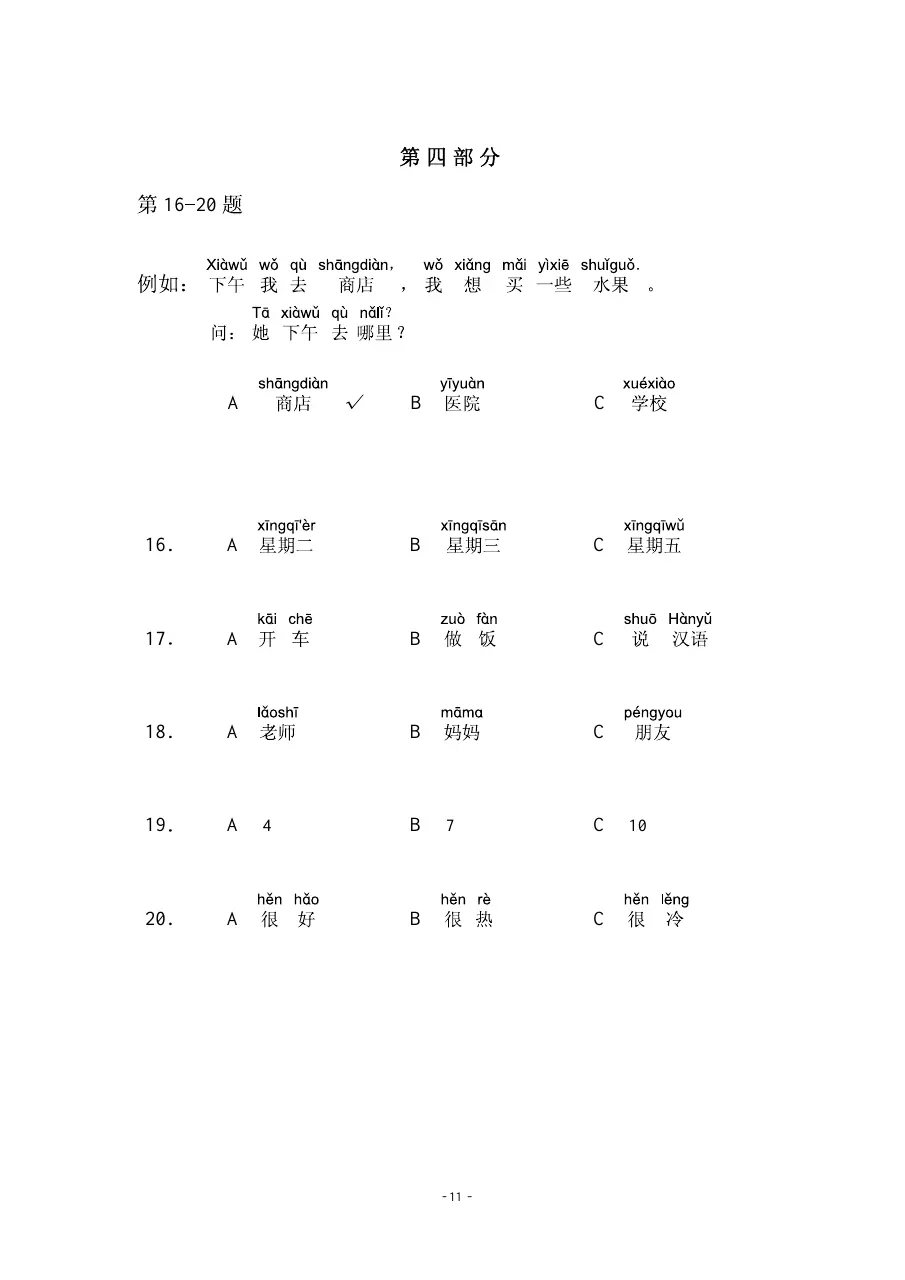 第四部分
第 16-20 题
Xiàwǔ wǒ qù shāngdiàn, wǒ xiǎng mǎi yìxiē shuǐguǒ.
例如： 下午 我 去 商店 ， 我 想 买 一些 水果 。
Tā xiàwǔ qù nǎlǐ?
问： 她 下午 去 哪里？
shāngdiàn yīyuàn xuéxiào
A 商店 √ B 医院 C 学校
xīngqī'èr xīngqīsān xīngqīwǔ
16. A 星期二 B 星期三 C 星期五
kāi chē zuò fàn shuō Hànyǔ
17. A 开 车 B 做 饭 C 说 汉语
lǎoshī māma péngyou
18. A 老师 B 妈妈 C 朋友
19. A 4 B 7 C 10
hěn hǎo hěn rè hěn lěng
20. A 很 好 B 很 热 C 很 冷
- 11 -